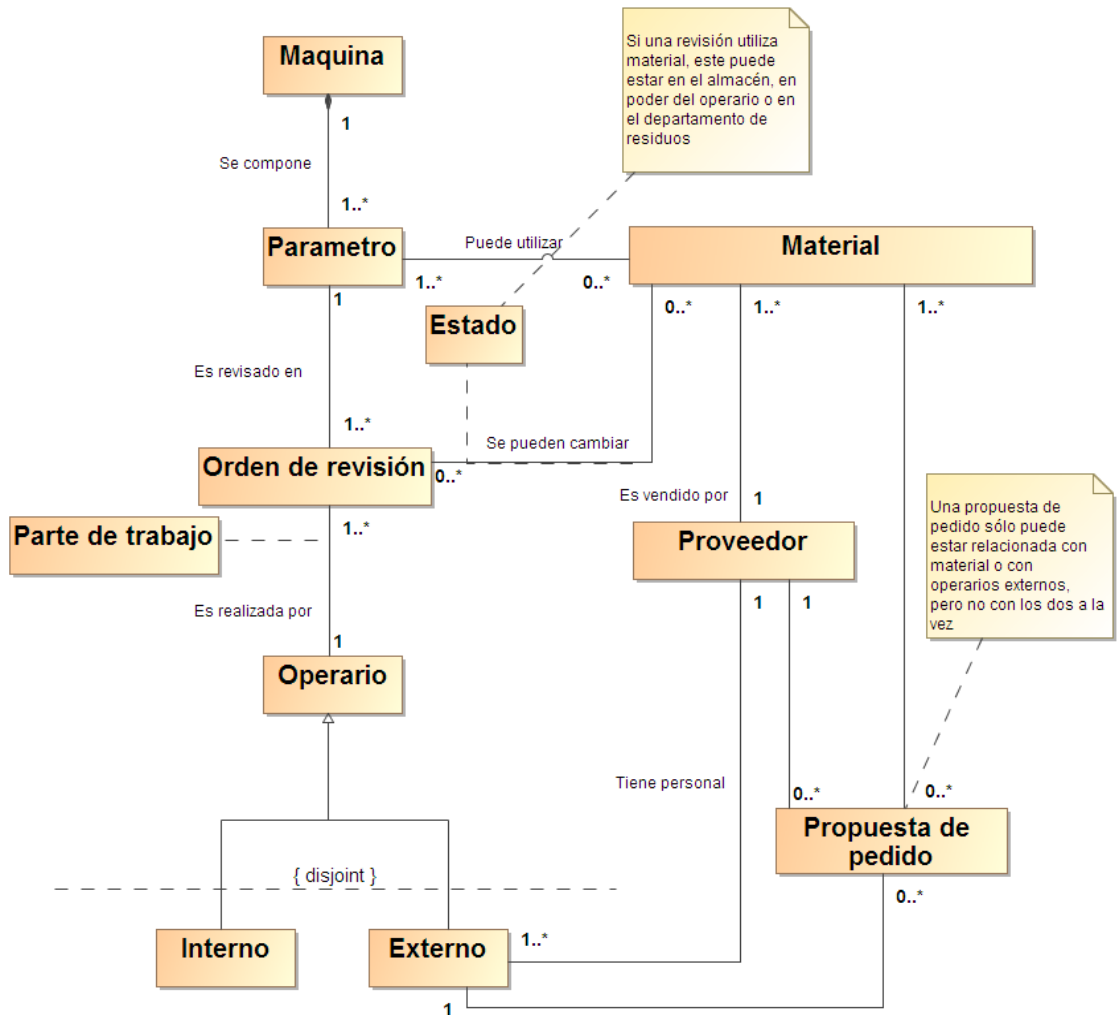 Maquina
1
Se compone
1..*
Parametro
1
Si una revisión utiliza
material, este puede
estar en el almacén, en
poder del operario o en
el departamento de
residuos
Puede utilizar
1..*
0..*
Material
0..*
1..*
1..*
Estado
Es revisado en
1..*
Orden de revisión
0..*
Se pueden cambiar
1..*
Parte de trabajo
Es realizada por
1
Operario
Es vendido por
1
Proveedor
1
1
Una propuesta de
pedido sólo puede
estar relacionada con
material o con
operarios externos,
pero no con los dos a la
vez
Tiene personal
0..*
0..*
Propuesta de
pedido
0..*
{ disjoint }
Interno
Externo
1..*
1